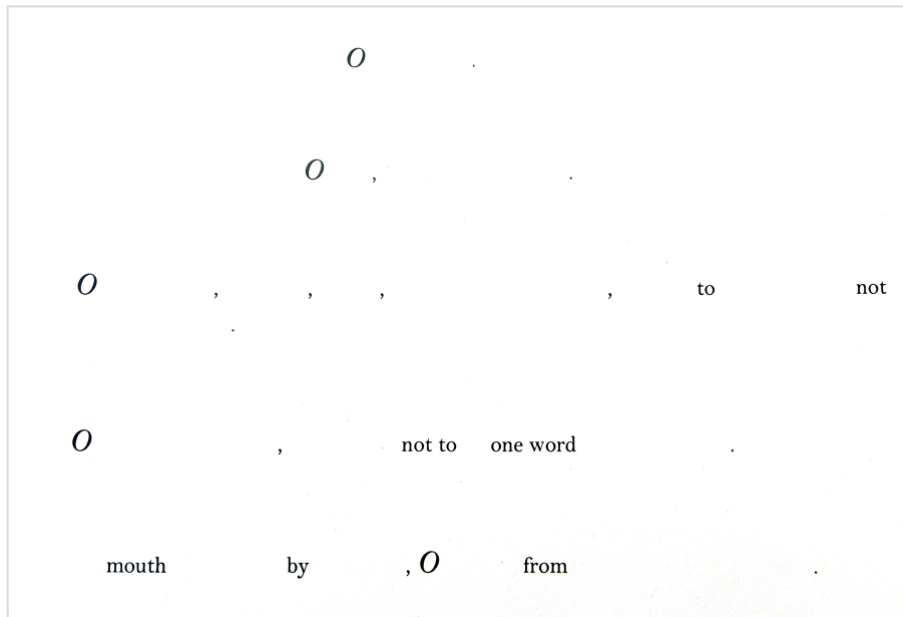 O .
O , .
O , , , , to not
.
O , not to one word .
mouth by , O from .